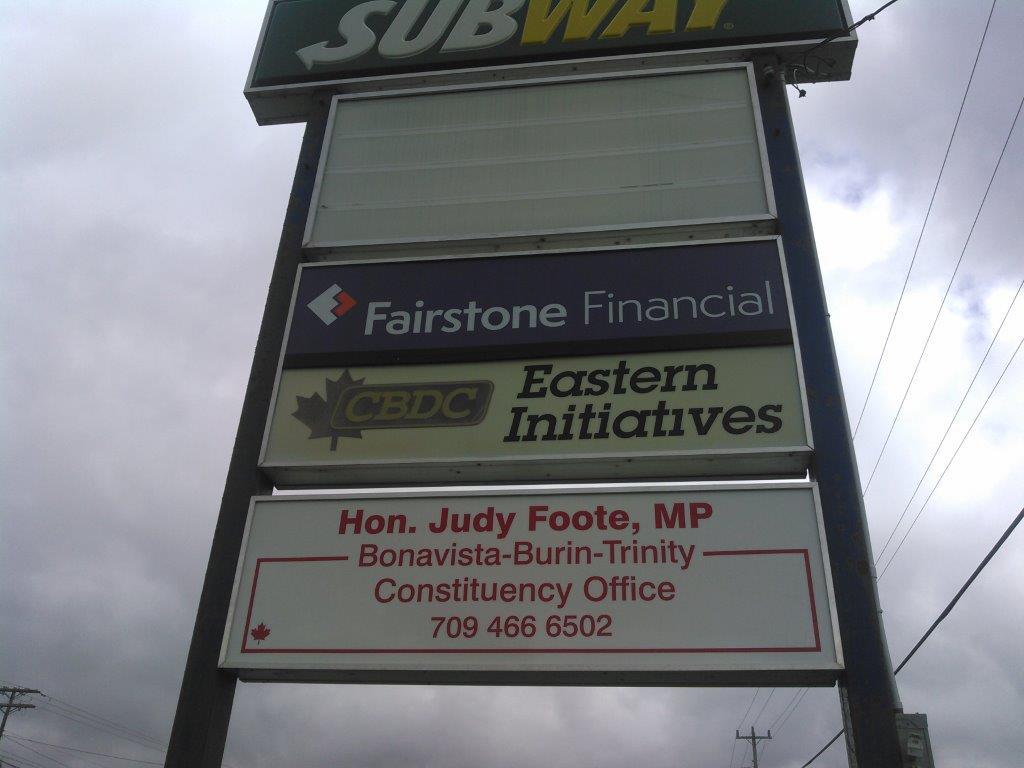 SUBWAY
Fairstone Financial
CBDC
Eastern
Initiatives
Hon. Judy Foote, MP
Bonavista-Burin-Trinity
Constituency Office
709 466 6502